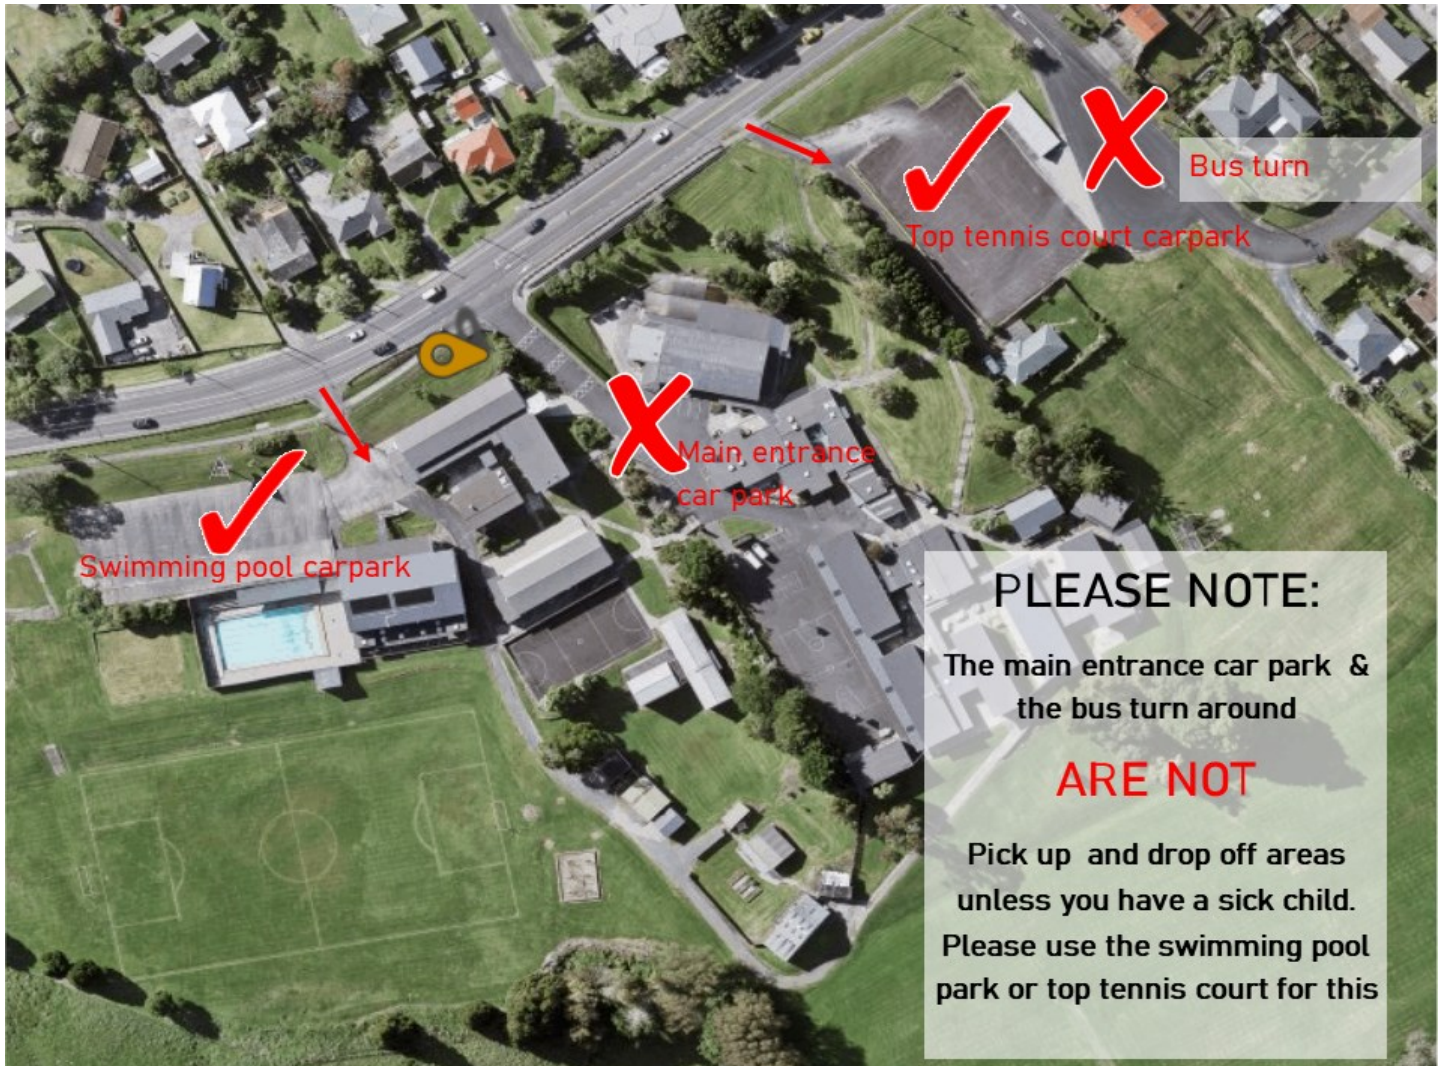 Bus turn
Top tennis court carpark
Main entrance
car park
Swimming pool carpark
PLEASE NOTE:
The main entrance car park &
the bus turn around
ARE NOT
Pick up and drop off areas
unless you have a sick child.
Please use the swimming pool
park or top tennis court for this